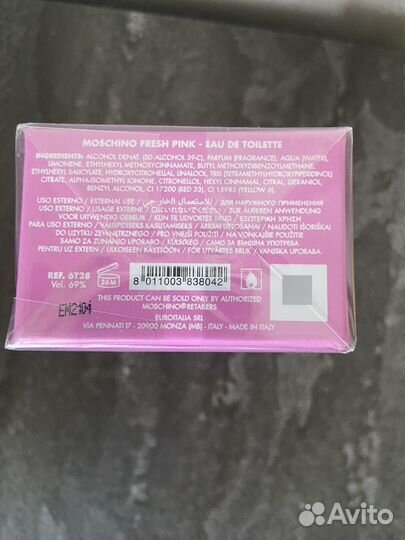 MOSCHINO FRESH PINK - EAU DE TOILETTE
INGREDIENTS: ALCOHOL DENAT. (SD ALCOHOL 39-C), PARFUM (FRAGRANCE), AQUA (WATER),
LIMONENE, ETHYLHEXYL METHOXYCINNAMATE, BUTYL METHOXYDIBENZOYLMETHANE,
ETHYLHEXYL SALICYLATE, HYDROXYCITRONELLAL, LINALOOL, TRIS (TETRAMETHYLHYDROXYPIPERIDINOL)
CITRATE, ALPHA-ISOMETHYL IONONE, CITRONELLOL, HEXYL CINNAMAL, CITRAL, GERANIOL,
BENZYL ALCOHOL, CI 17200 (RED 33), CI 15985 (YELLOW 6).
USO ESTERNO / EXTERNAL USE / للاستعمال الخارجي / ДЛЯ НАРУЖНОГО ПРИМЕНЕНИЯ
USO EXTERNO / USAGE EXTERNE / ZUR ÄUSSEREN ANWENDUNG
VOOR UITWENDIG GEBRUIK / KUN TIL UDVORTES BRUG / ΕΞΩΤΕΡΙΚΗ ΧΡΗΣΗ
PARA USO EXTERNO / VÄLISPIDISEKS KASUTAMISEKS / ĀRĪGAI LIETOŠANAI / NAUDOTI IŠORIŠKAI
DO UŻYTKU ZEWNĘTRZNEGO / PRO VNĚJŠÍ POUŽITÍ / NA VONKAJŠIE POUŽITIE
SAMO ZA ZUNANJO UPORABO / KÜLSŐLEG / САМО ЗА ВЪНШНА УПОТРЕБА
PENTRU UZ EXTERN / ULKOISEEN KÄYTTÖÖN / FÖR UTVÄRTES BRUK / VANJSKA UPORABA.
REF. 6T28
Vol. 69%
36M
8 011003 838042
EM2104
THIS PRODUCT CAN BE SOLD ONLY BY AUTHORIZED
MOSCHINO RETAILERS
EUROITALIA SRL
VIA PENNATI 17 - 20900 MONZA (MB) - ITALY - MADE IN ITALY
Avito